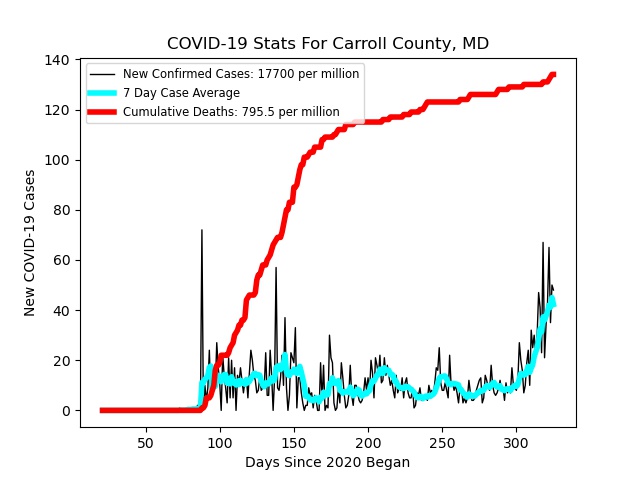 COVID-19 Stats For Carroll County, MD
New Confirmed Cases: 17700 per million
7 Day Case Average
Cumulative Deaths: 795.5 per million
140
120
100
80
60
40
20
0
New COVID-19 Cases
50 100 150 200 250 300
Days Since 2020 Began